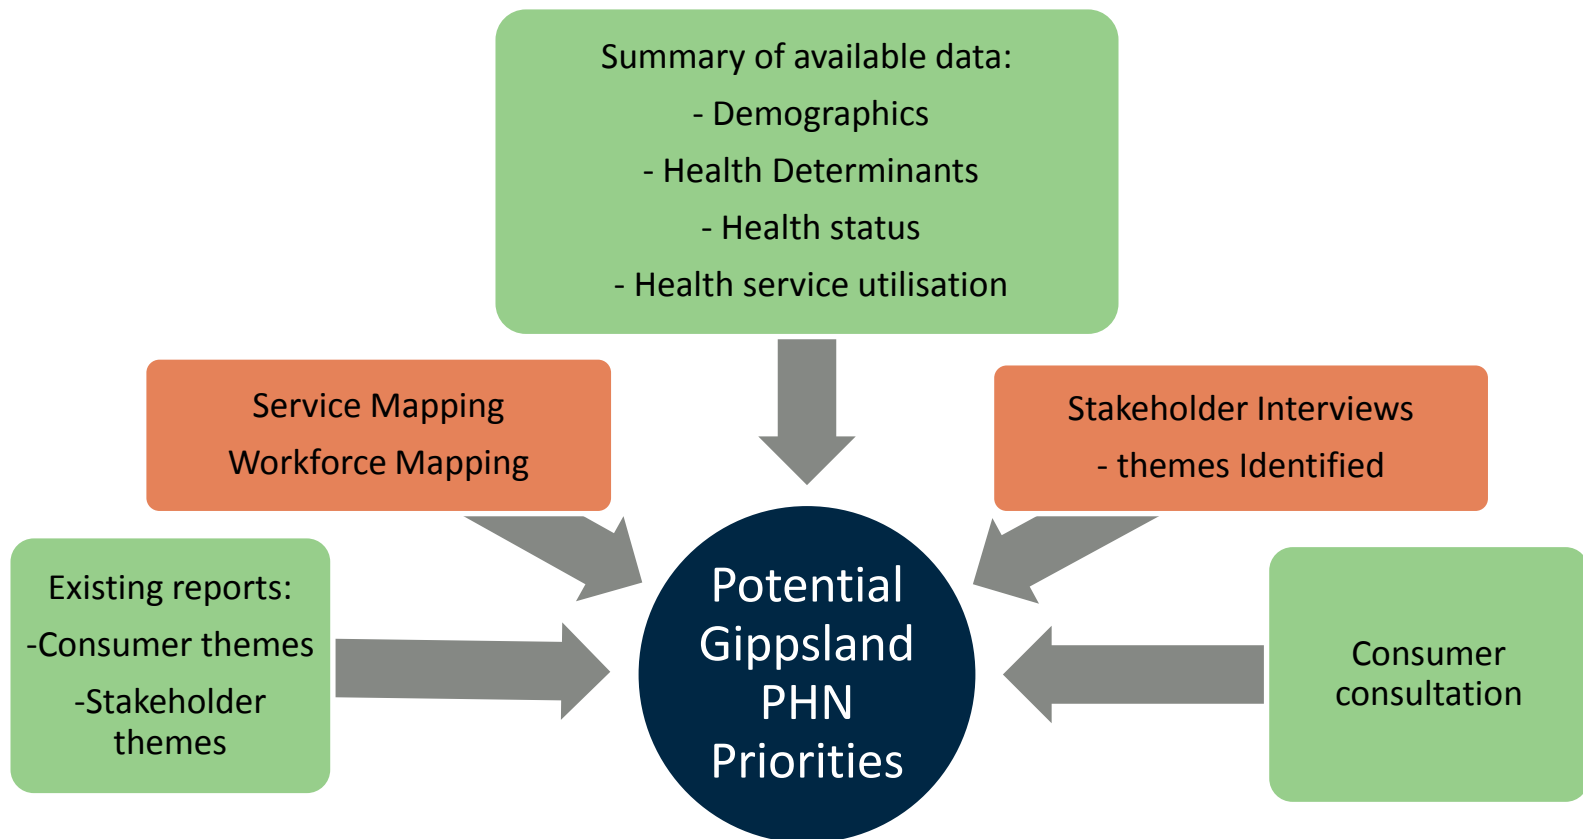 Summary of available data:
- Demographics
- Health Determinants
- Health status
- Health service utilisation
Service Mapping
Workforce Mapping
Stakeholder Interviews
- themes Identified
Existing reports:
-Consumer themes
-Stakeholder
themes
Potential
Gippsland
PHN
Priorities
Consumer
consultation